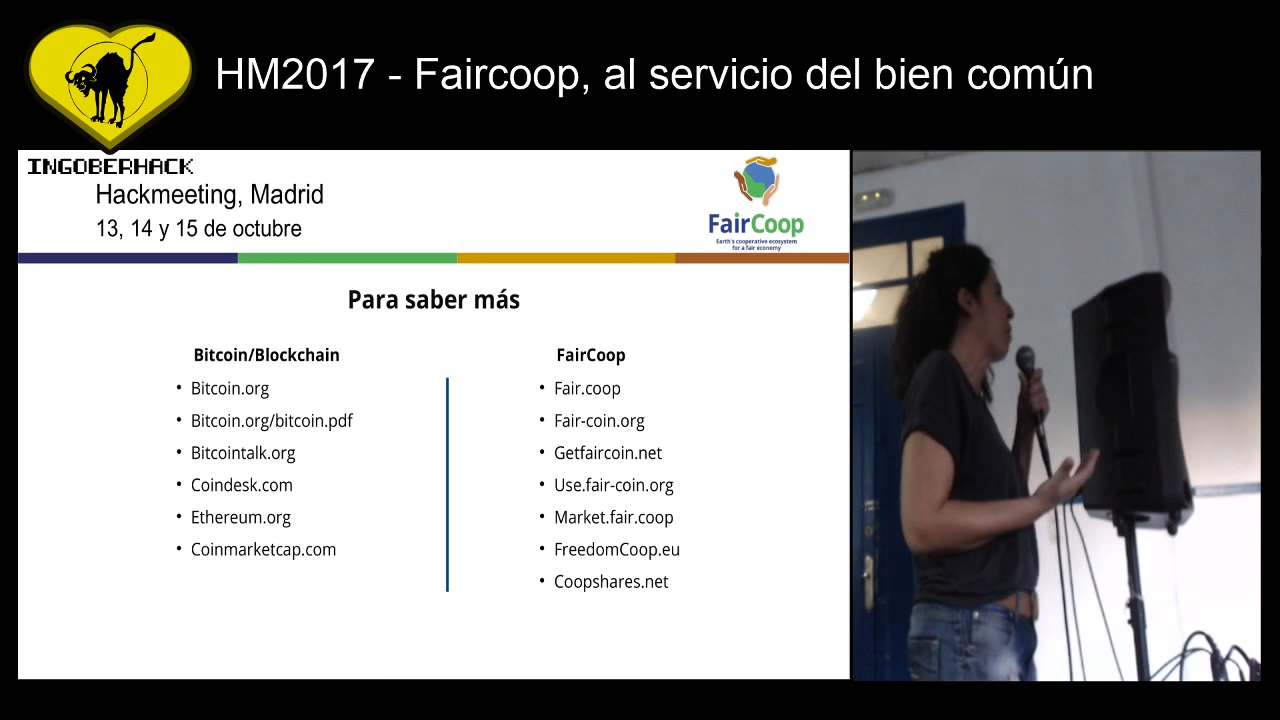 HM2017 - Faircoop, al servicio del bien común
INGOBERHACK
Hackmeeting, Madrid
13, 14 y 15 de octubre
FairCoop
Earth's cooperative ecosystem
for a fair economy
Para saber más
Bitcoin/Blockchain
• Bitcoin.org
• Bitcoin.org/bitcoin.pdf
• Bitcointalk.org
• Coindesk.com
• Ethereum.org
• Coinmarketcap.com
FairCoop
• Fair.coop
• Fair-coin.org
• Getfaircoin.net
• Use.fair-coin.org
• Market.fair.coop
• FreedomCoop.eu
• Coopshares.net